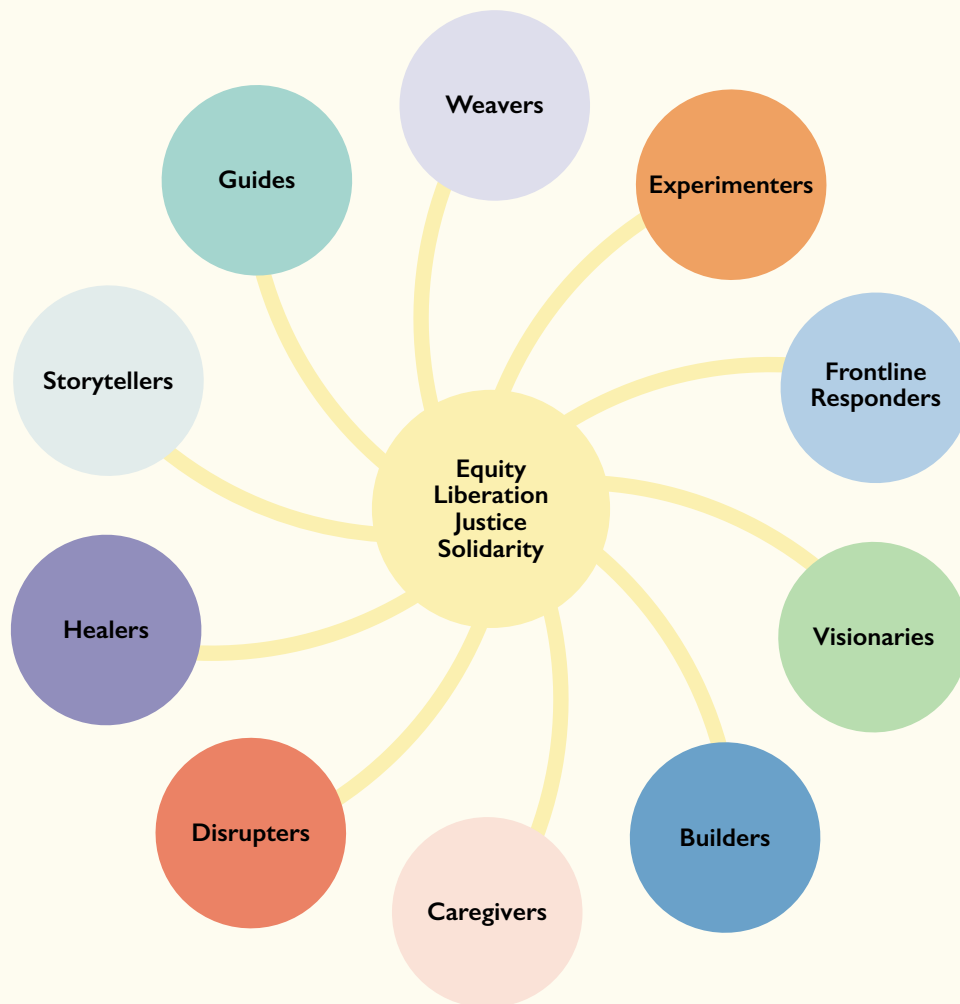 Weavers
Guides
Experimenters
Storytellers
Frontline
Responders
Equity
Liberation
Justice
Solidarity
Healers
Visionaries
Disrupters
Builders
Caregivers